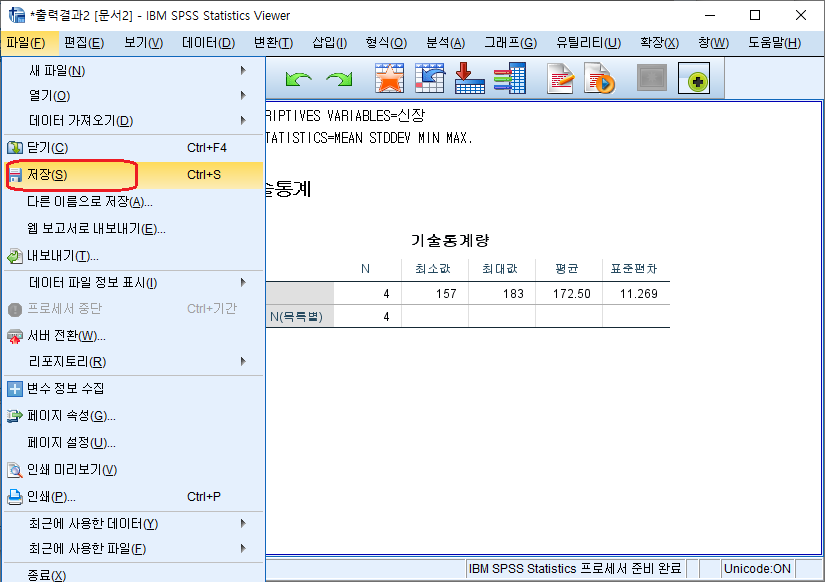 *출력결과2 [문서2] - IBM SPSS Statistics Viewer
파일(F) 편집(E) 보기(V) 데이터(D) 변환(T) 삽입(I) 형식(O) 분석(A) 그래프(G) 유틸리티(U) 확장(X) 창(W) 도움말(H)
새 파일(N)
열기(O)
데이터 가져오기(D)
닫기(C) Ctrl+F4
저장(S) Ctrl+S
다른 이름으로 저장(A)...
웹 보고서로 내보내기(E)...
내보내기(T)...
데이터 파일 정보 표시(I)
프로세서 중단 Ctrl+기간
서버 전환(W)...
리포지토리(R)
변수 정보 수집
페이지 속성(G)...
페이지 설정(U)...
인쇄 미리보기(V)
인쇄(P)... Ctrl+P
최근에 사용한 데이터(Y)
최근에 사용한 파일(F)
종료(X)
RIPTIVES VARIABLES=신장
TATISTICS=MEAN STDDEV MIN MAX.
술통계
기술통계량
N 최소값 최대값 평균 표준편차
4 157 183 172.50 11.269
N(목록별) 4
IBM SPSS Statistics 프로세서 준비 완료 Unicode:ON